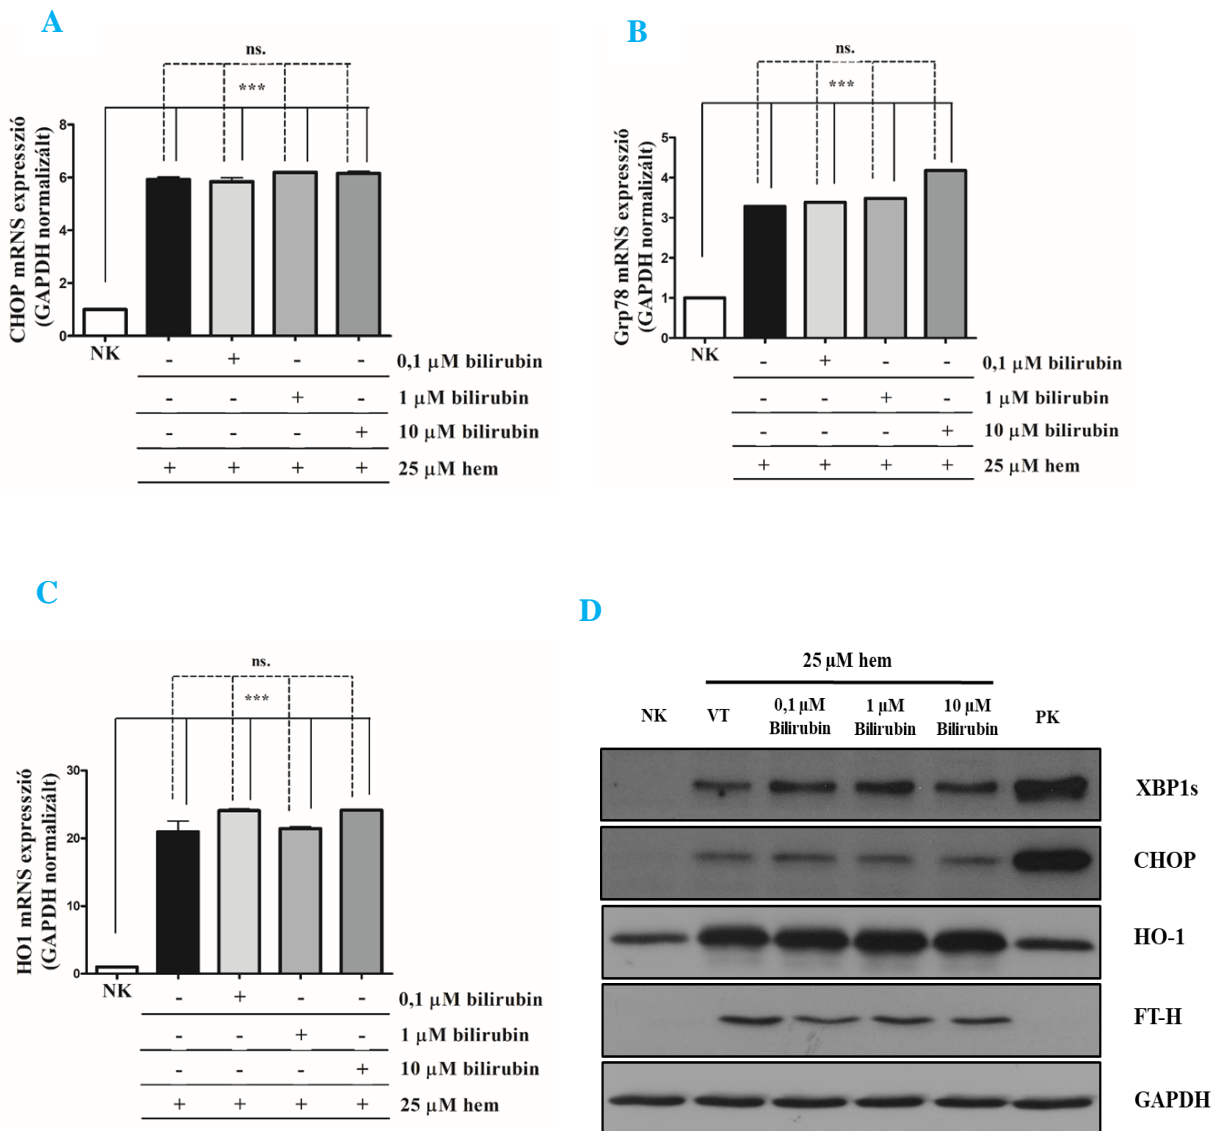 A
ns.
***
CHOP mRNS expresszió
(GAPDH normalizált)
8
6
4
2
0
NK
- + - - 0,1 µM bilirubin
- - + - 1 µM bilirubin
- - - + 10 µM bilirubin
+ + + + 25 µM hem
B
ns.
***
Grp78 mRNS expresszió
(GAPDH normalizált)
5
4
3
2
1
0
NK
- + - - 0,1 µM bilirubin
- - + - 1 µM bilirubin
- - - + 10 µM bilirubin
+ + + + 25 µM hem
C
ns.
***
HO1 mRNS expresszió
(GAPDH normalizált)
30
20
10
0
NK
- + - - 0,1 µM bilirubin
- - + - 1 µM bilirubin
- - - + 10 µM bilirubin
+ + + + 25 µM hem
D
25 µM hem
NK VT 0,1 µM 1 µM 10 µM PK
Bilirubin Bilirubin Bilirubin
XBP1s
CHOP
HO-1
FT-H
GAPDH